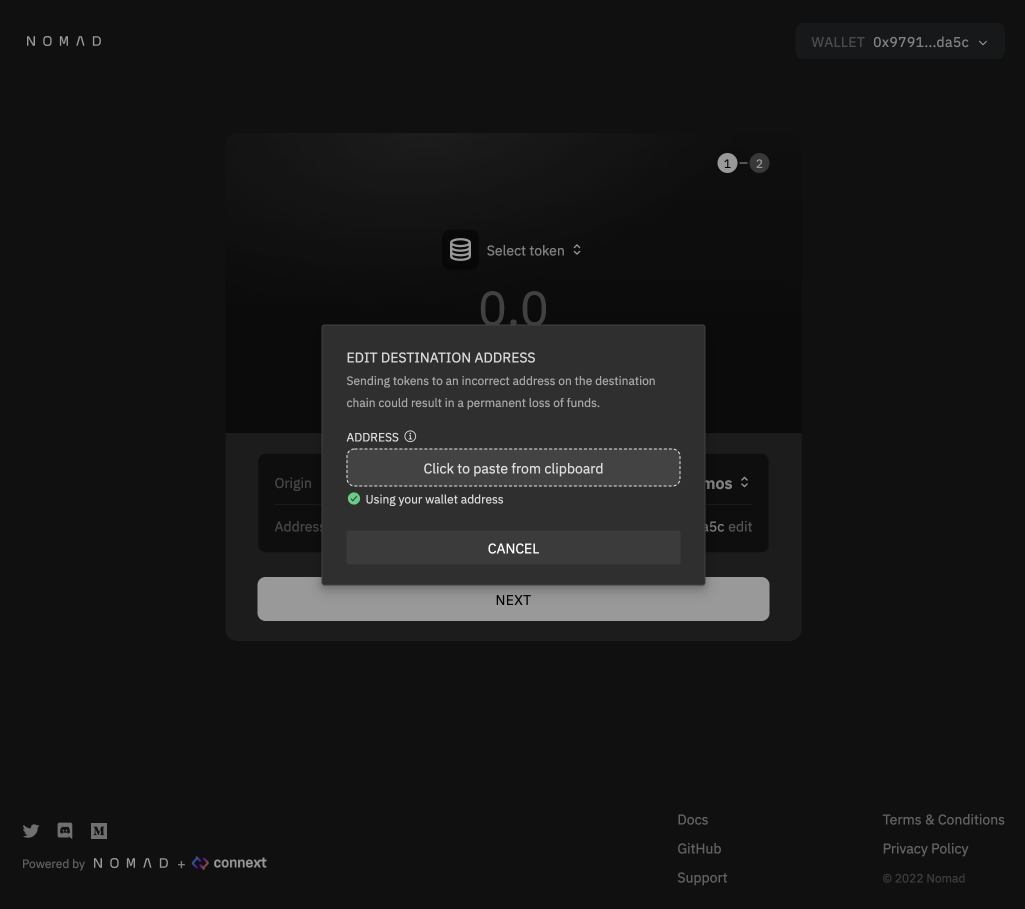 NOMAD
WALLET 0x9791...da5c
1 – 2
Select token
0.0
EDIT DESTINATION ADDRESS
Sending tokens to an incorrect address on the destination
chain could result in a permanent loss of funds.
ADDRESS
Click to paste from clipboard
Using your wallet address
CANCEL
Origin
mos
Address
a5c edit
NEXT
Docs
Terms & Conditions
GitHub
Privacy Policy
Support
© 2022 Nomad
Powered by NOMAD + connext